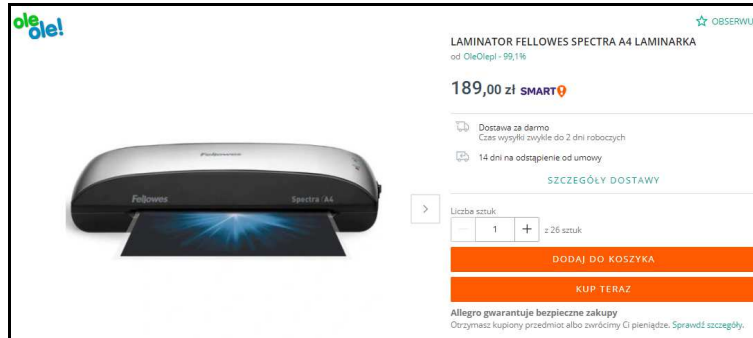 ole
ole!
OBSERWU
LAMINATOR FELLOWES SPECTRA A4 LAMINARKA
od OleOlepl - 99,1%
189,00 zł SMART!
Dostawa za darmo
Czas wysyłki zwykle do 2 dni roboczych
14 dni na odstąpienie od umowy
SZCZEGÓŁY DOSTAWY
Fellowes
Fellowes Spectra A4
Liczba sztuk
1 + z 26 sztuk
DODAJ DO KOSZYKA
KUP TERAZ
Allegro gwarantuje bezpieczne zakupy
Otrzymasz kupiony przedmiot albo zwrócimy Ci pieniądze. Sprawdź szczegóły.